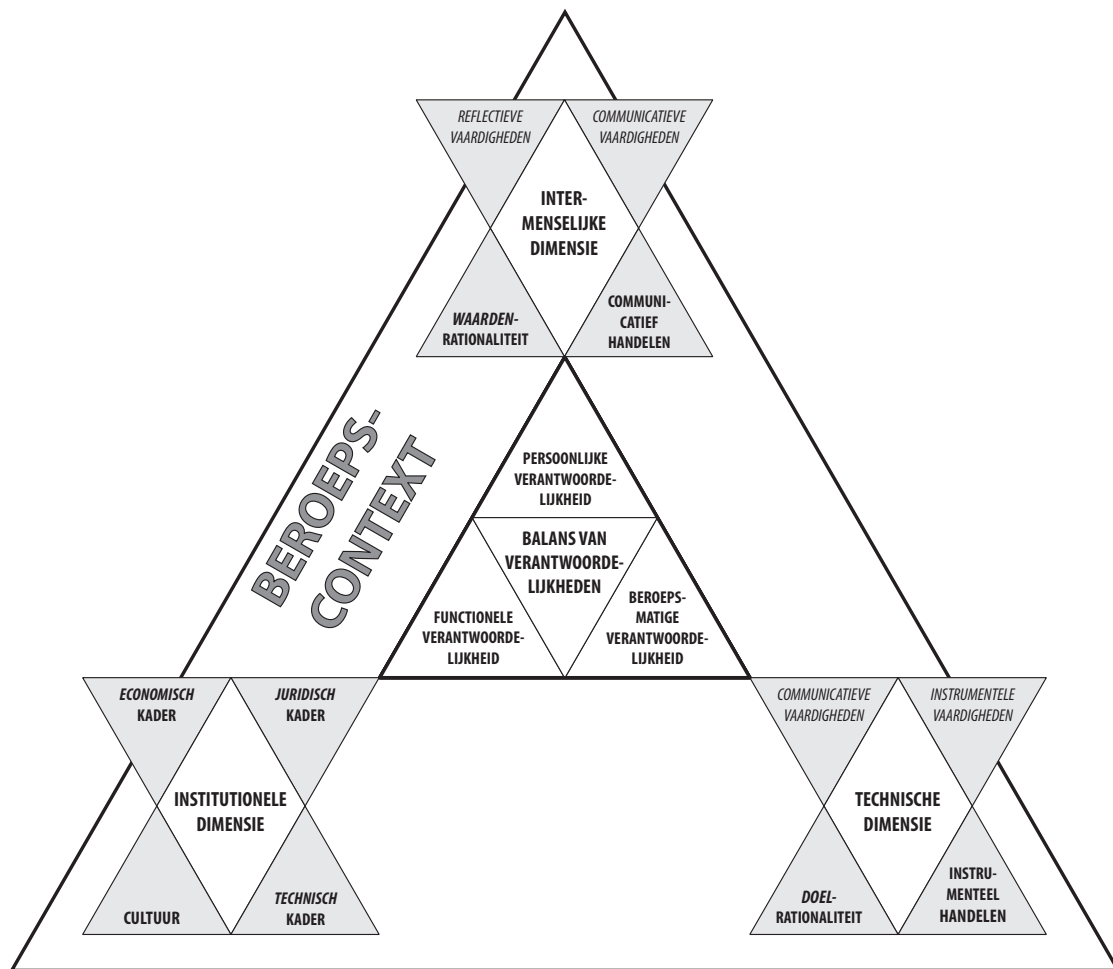 REFLECTIEVE
VAARDIGHEDEN
COMMUNICATIEVE
VAARDIGHEDEN
INTER-
MENSELIJKE
DIMENSIE
WAARDEN-
RATIONALITEIT
COMMUNI-
CATIEF
HANDELEN
BEROEPS-
CONTEXT
PERSOONLIJKE
VERANTWOORDE-
LIJKHEID
BALANS VAN
VERANTWOORDE-
LIJKHEDEN
FUNCTIONELE
VERANTWOORDE-
LIJKHEID
BEROEPS-
MATIGE
VERANTWOORDE-
LIJKHEID
ECONOMISCH
KADER
JURIDISCH
KADER
INSTITUTIONELE
DIMENSIE
CULTUUR
TECHNISCH
KADER
COMMUNICATIEVE
VAARDIGHEDEN
INSTRUMENTELE
VAARDIGHEDEN
TECHNISCHE
DIMENSIE
DOEL-
RATIONALITEIT
INSTRU-
MENTEEL
HANDELEN